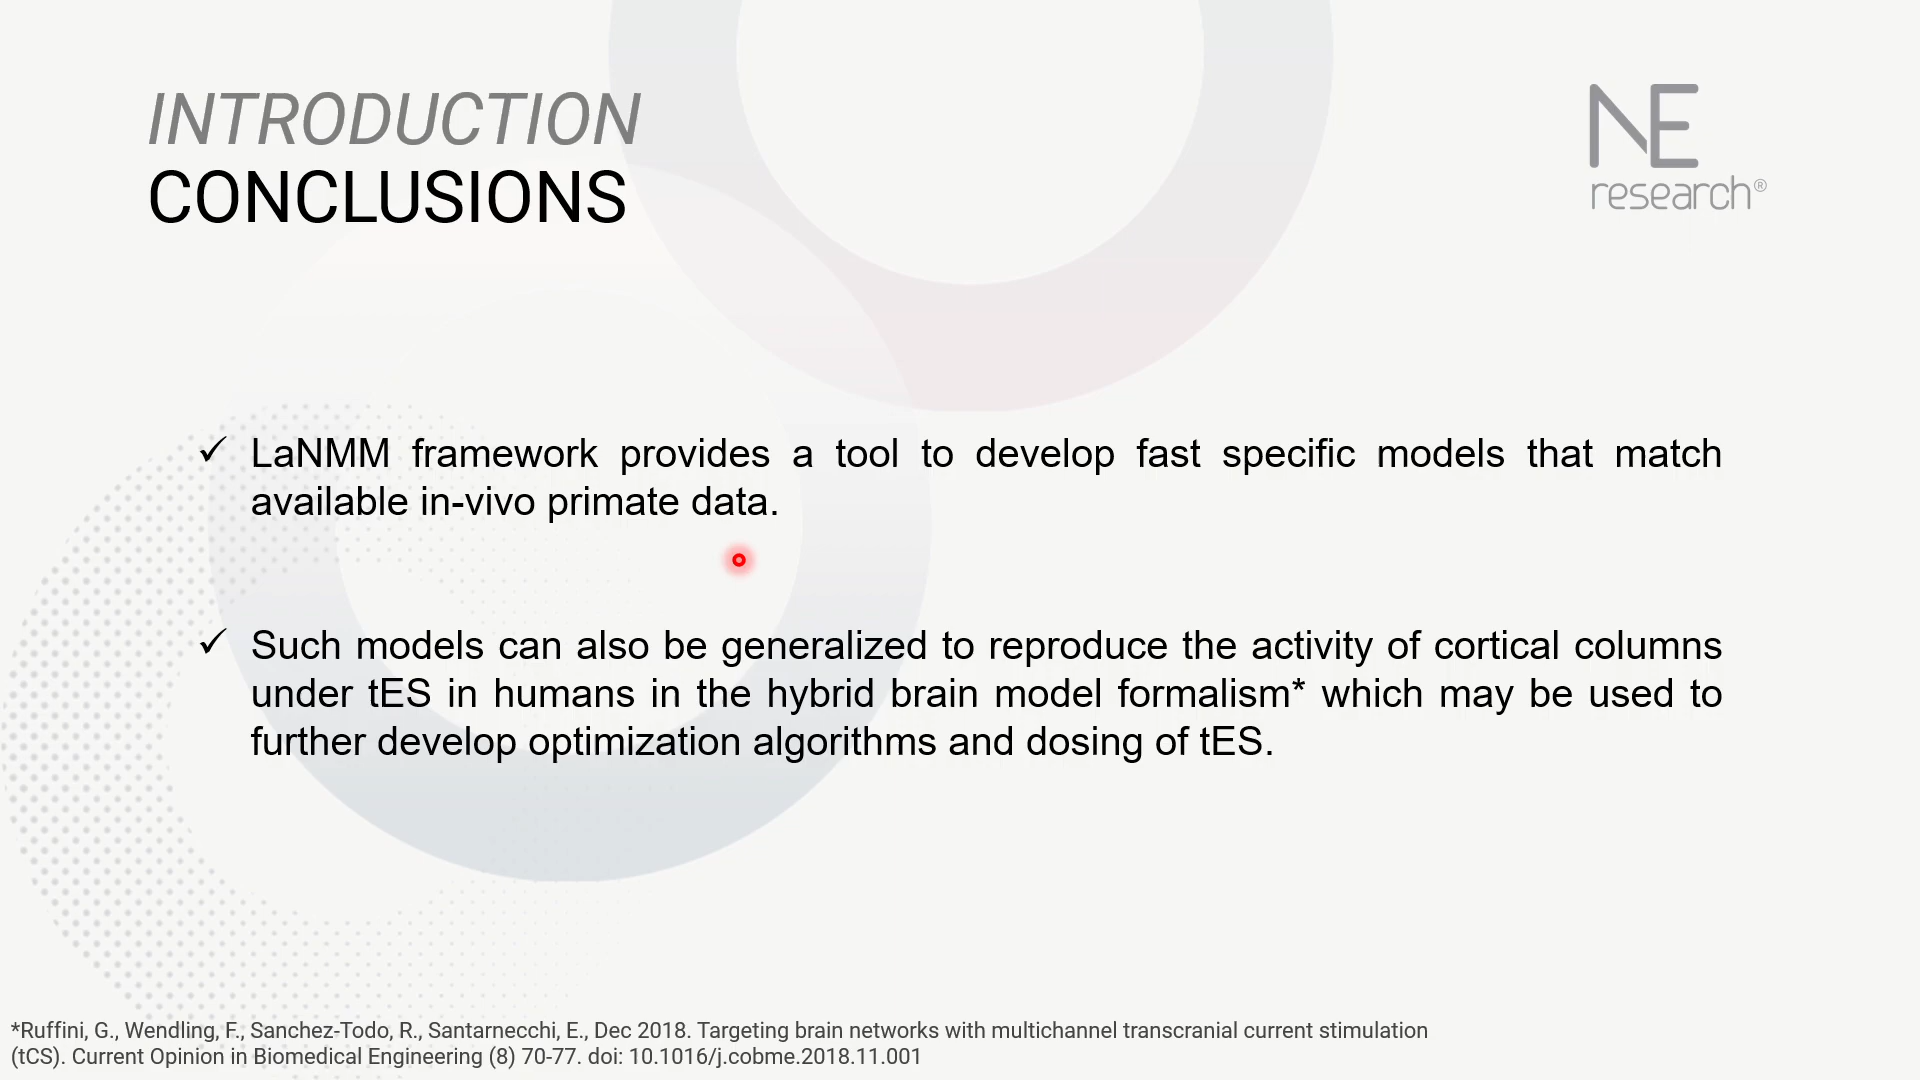 INTRODUCTION
CONCLUSIONS
NE
research®
✓ LaNMM framework provides a tool to develop fast specific models that match
available in-vivo primate data.
✓ Such models can also be generalized to reproduce the activity of cortical columns
under tES in humans in the hybrid brain model formalism* which may be used to
further develop optimization algorithms and dosing of tES.
*Ruffini, G., Wendling, F., Sanchez-Todo, R., Santarnecchi, E., Dec 2018. Targeting brain networks with multichannel transcranial current stimulation
(tCS). Current Opinion in Biomedical Engineering (8) 70-77. doi: 10.1016/j.cobme.2018.11.001